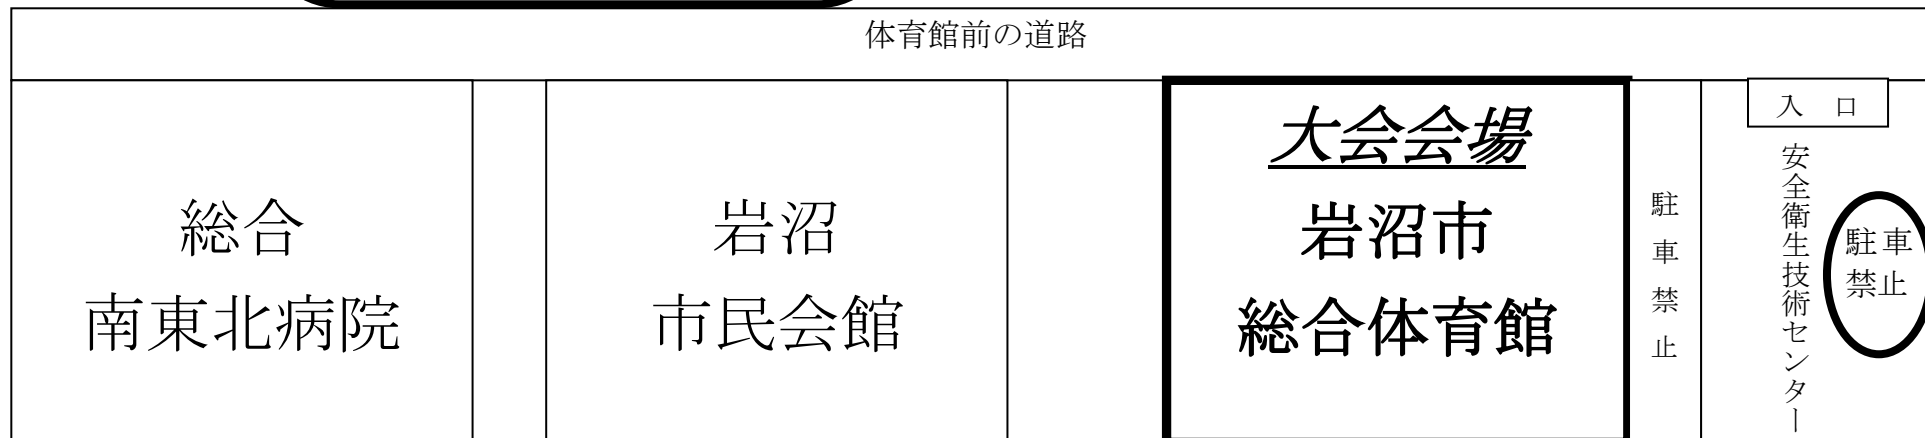 体育館前の道路
総合
南東北病院
岩沼
市民会館
大会会場
岩沼市
総合体育館
駐車禁止
入 口
安全衛生技術センター
駐車
禁止